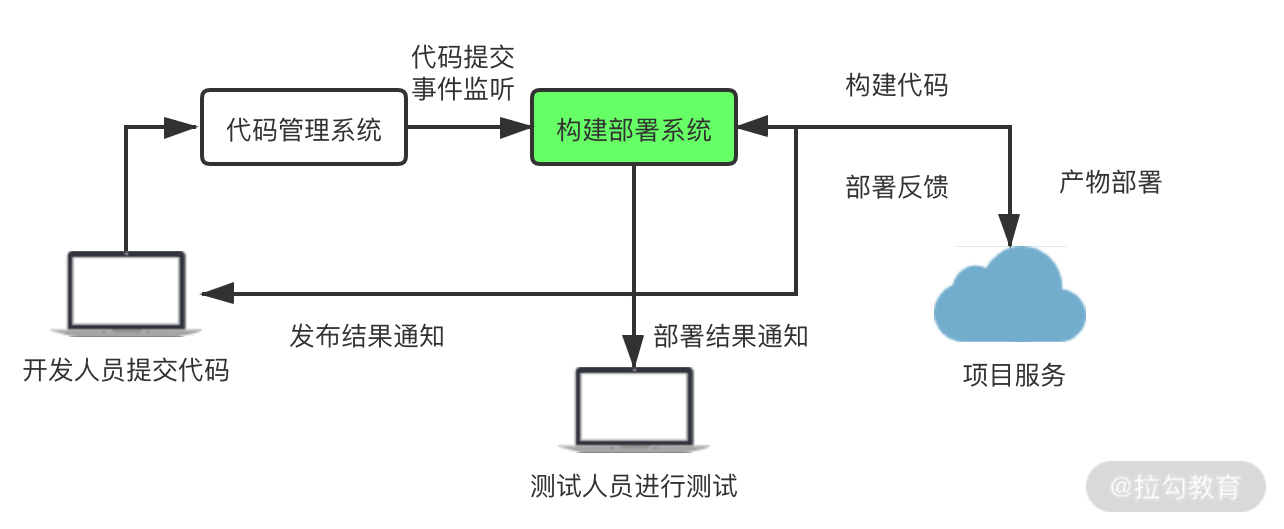 代码提交
事件监听
构建代码
代码管理系统
构建部署系统
部署反馈
产物部署
发布结果通知
部署结果通知
开发人员提交代码
项目服务
测试人员进行测试
@拉勾教育